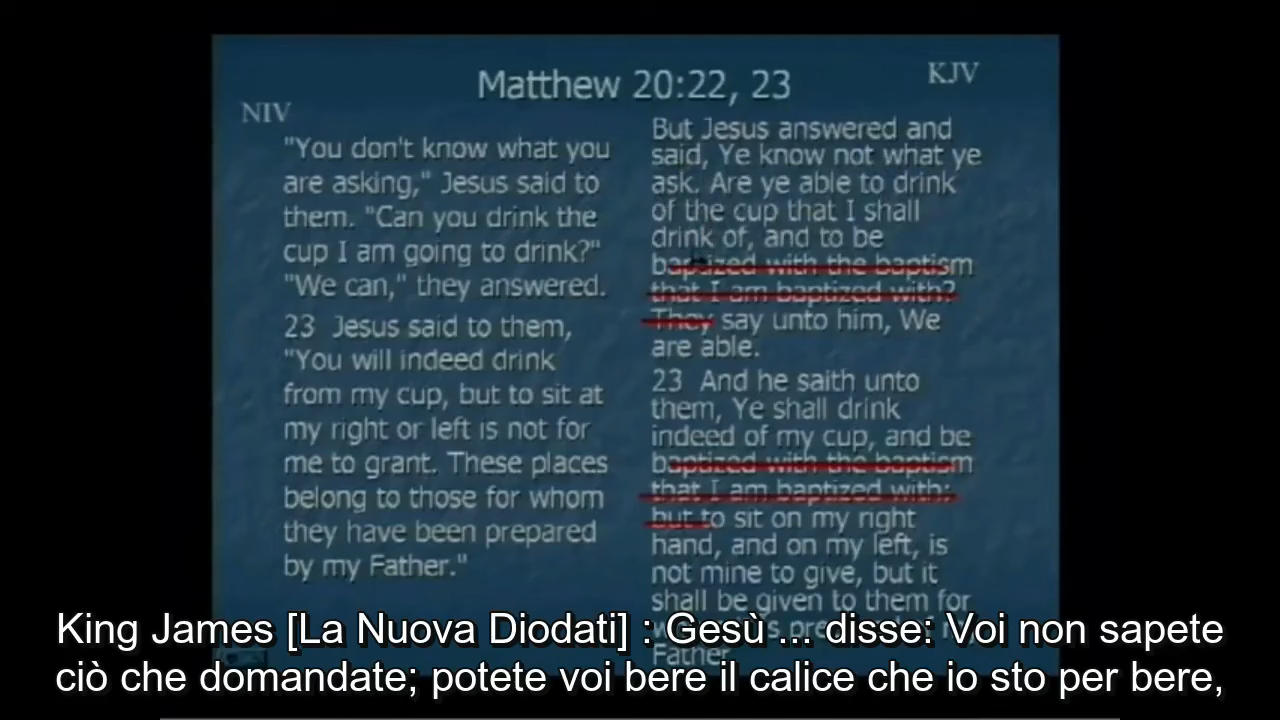 Matthew 20:22, 23
NIV
"You don't know what you
are asking," Jesus said to
them. "Can you drink the
cup I am going to drink?"
"We can," they answered.
23 Jesus said to them,
"You will indeed drink
from my cup, but to sit at
my right or left is not for
me to grant. These places
belong to those for whom
they have been prepared
by my Father."
KJV
But Jesus answered and
said, Ye know not what ye
ask. Are ye able to drink
of the cup that I shall
drink of, and to be
baptized with the baptism
that I am baptized with?
They say unto him, We
are able.
23 And he saith unto
them, Ye shall drink
indeed of my cup, and be
baptized with the baptism
that I am baptized with:
but to sit on my right
hand, and on my left, is
not mine to give, but it
shall be given to them for
Father
King James [La Nuova Diodati] : Gesù ... disse: Voi non sapete
ciò che domandate; potete voi bere il calice che io sto per bere,